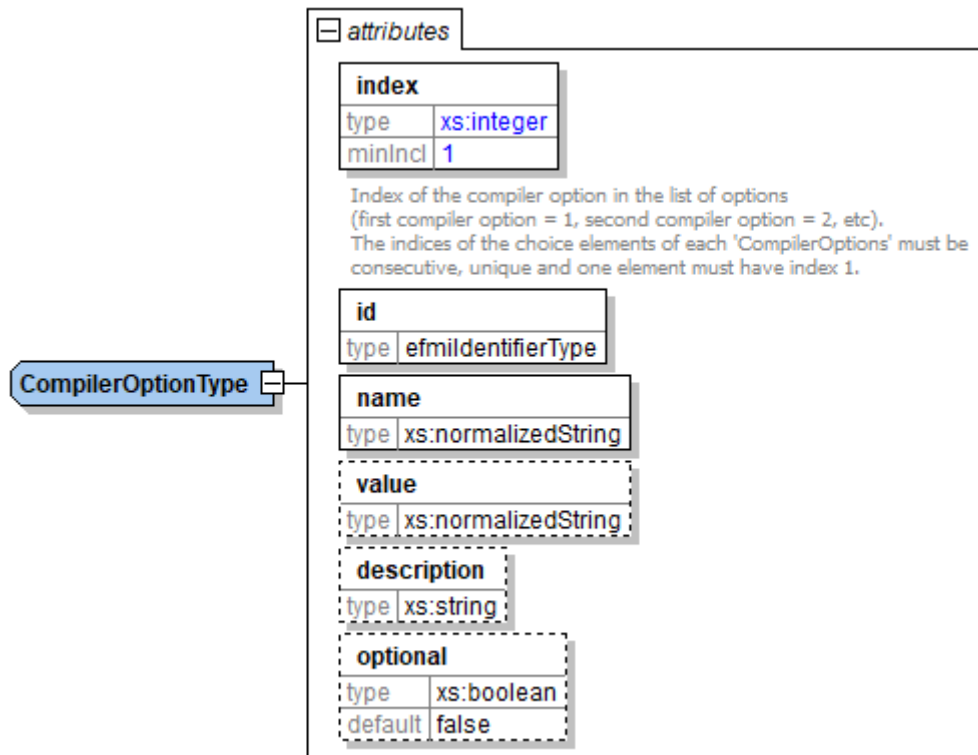 attributes
index
type xs:integer
minIncl 1
Index of the compiler option in the list of options
(first compiler option = 1, second compiler option = 2, etc).
The indices of the choice elements of each 'CompilerOptions' must be
consecutive, unique and one element must have index 1.
id
type efmiIdentifierType
CompilerOptionType
name
type xs:normalizedString
value
type xs:normalizedString
description
type xs:string
optional
type xs:boolean
default false